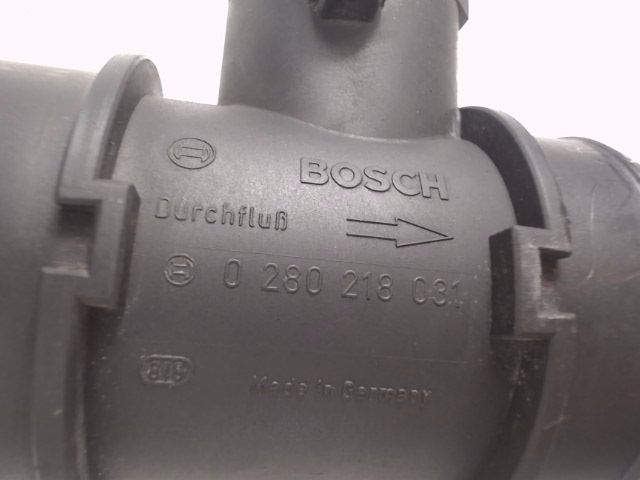 BOSCH
Durchfluß
0 280 218 031
Made in Germany